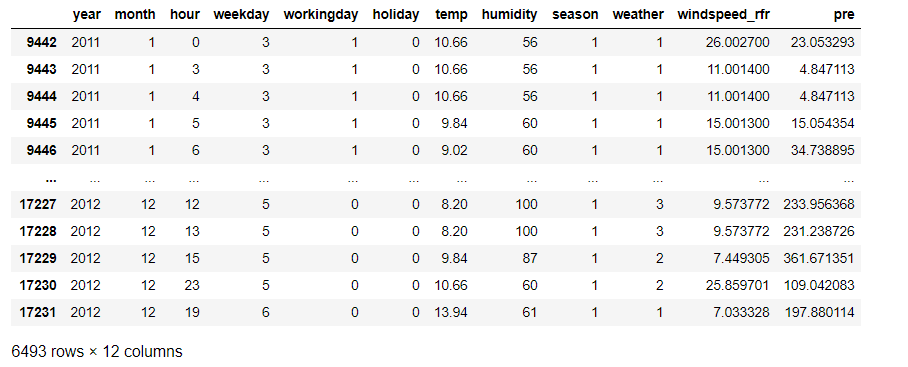 year month hour weekday workingday holiday temp humidity season weather windspeed_rfr pre
9442 2011 1 0 3 1 0 10.66 56 1 1 26.002700 23.053293
9443 2011 1 3 3 1 0 10.66 56 1 1 11.001400 4.847113
9444 2011 1 4 3 1 0 10.66 56 1 1 11.001400 4.847113
9445 2011 1 5 3 1 0 9.84 60 1 1 15.001300 15.054354
9446 2011 1 6 3 1 0 9.02 60 1 1 15.001300 34.738895
... ... ... ... ... ... ... ... ... ... ... ... ...
17227 2012 12 12 5 0 0 8.20 100 1 3 9.573772 233.956368
17228 2012 12 13 5 0 0 8.20 100 1 3 9.573772 231.238726
17229 2012 12 15 5 0 0 9.84 87 1 2 7.449305 361.671351
17230 2012 12 23 5 0 0 10.66 60 1 2 25.859701 109.042083
17231 2012 12 19 6 0 0 13.94 61 1 1 7.033328 197.880114
6493 rows × 12 columns